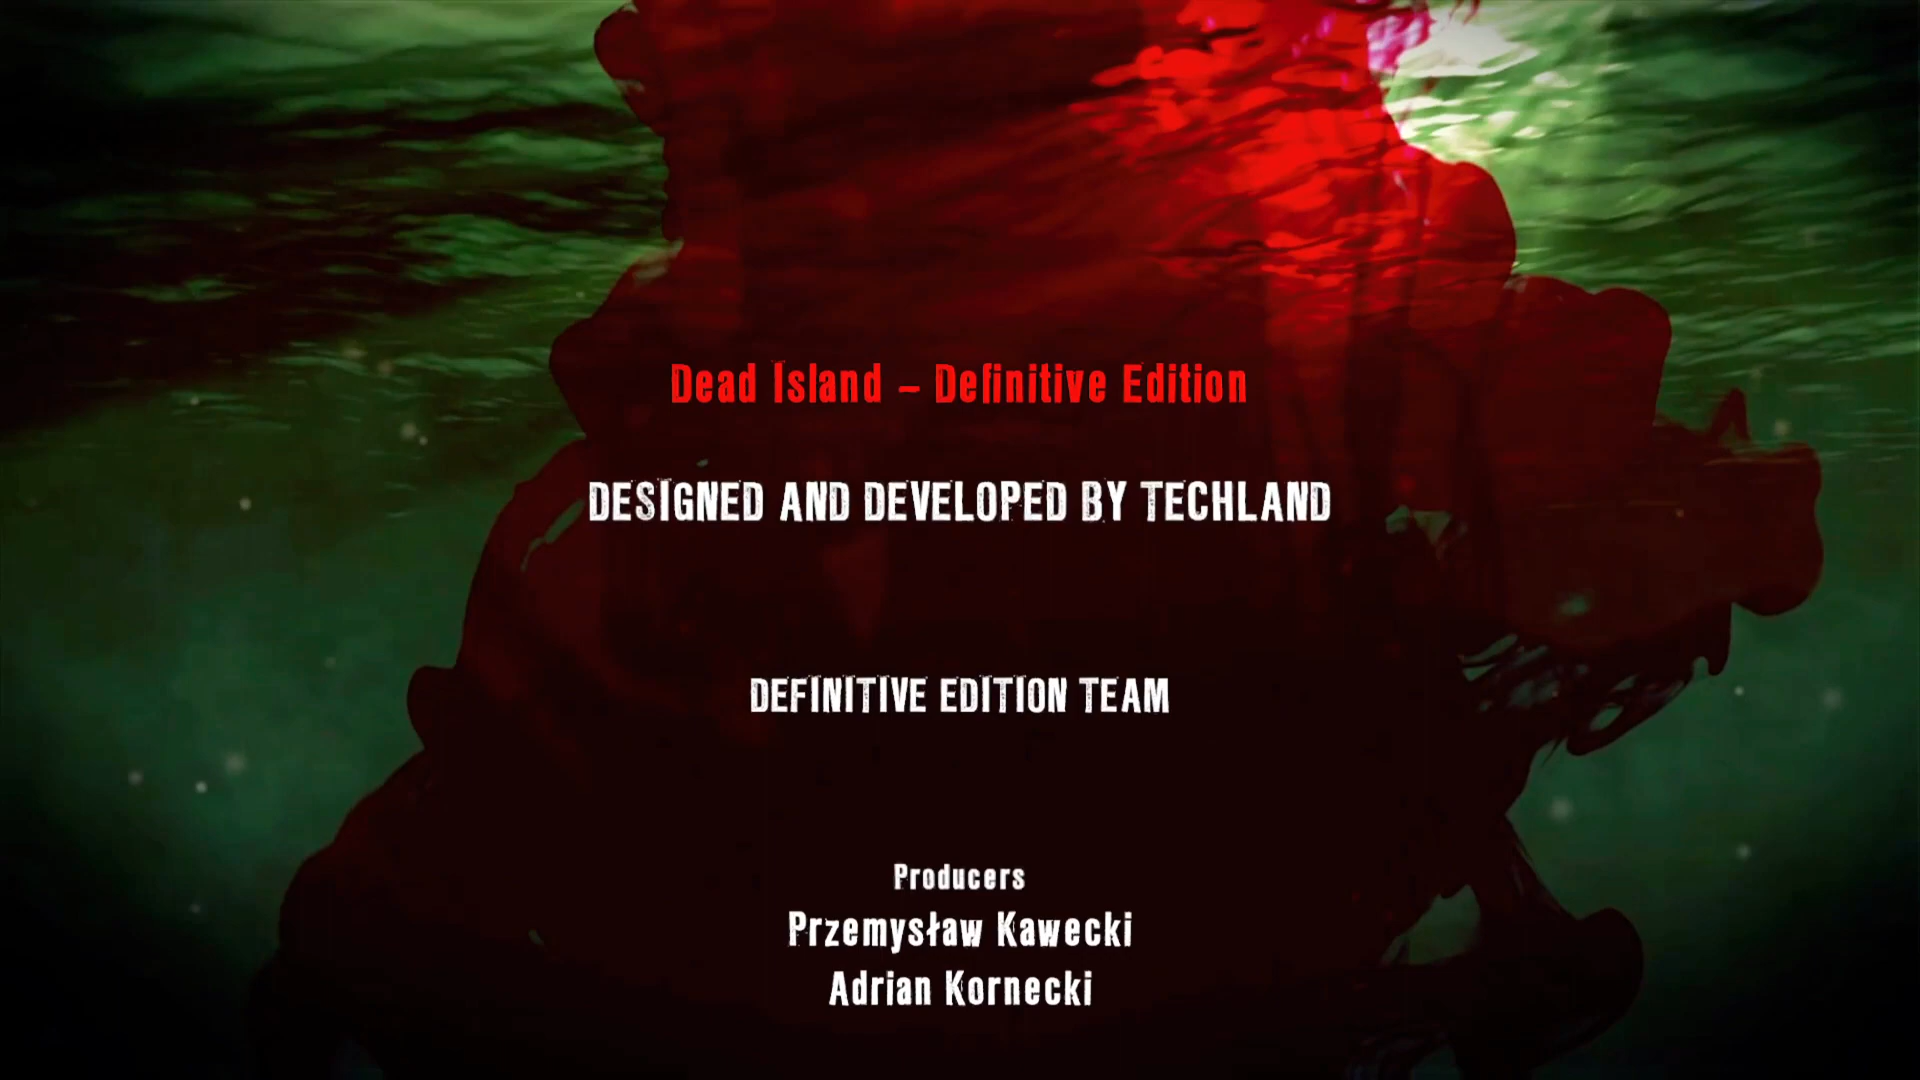 Dead Island – Definitive Edition
DESIGNED AND DEVELOPED BY TECHLAND
DEFINITIVE EDITION TEAM
Producers
Przemysław Kawecki
Adrian Kornecki